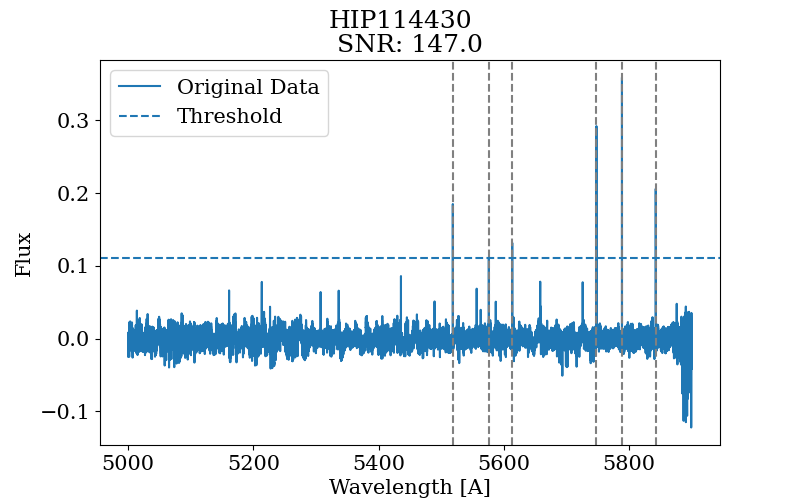 HIP114430
SNR: 147.0
Original Data
Threshold
Flux
0.3
0.2
0.1
0.0
−0.1
5000 5200 5400 5600 5800
Wavelength [A]